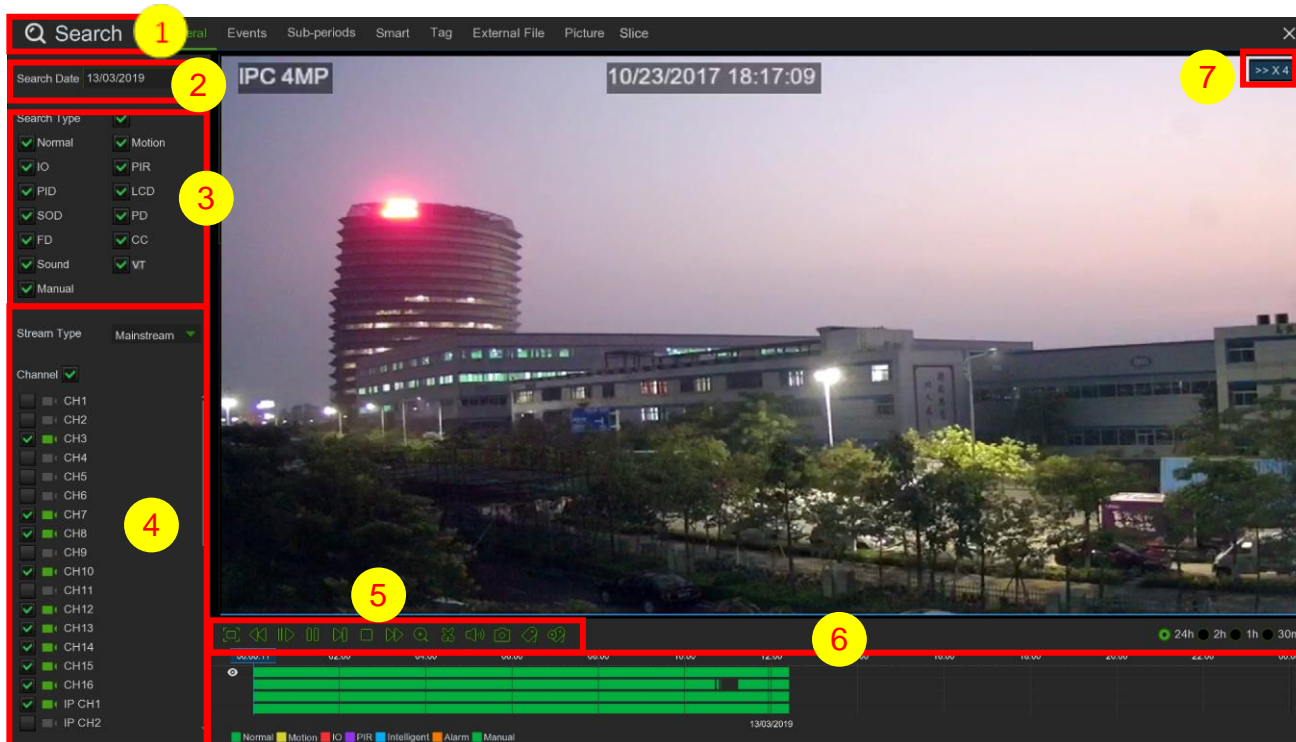 Search
1
Events Sub-periods Smart Tag External File Picture Slice
Search Date 13/03/2019
2
IPC 4MP
10/23/2017 18:17:09
7
>> X 4
Search Type
Normal Motion
IO PIR
PID LCD
3
SOD PD
FD CC
Sound VT
Manual
Stream Type Mainstream
Channel
CH1
CH2
CH3
CH4
CH5
CH6
CH7
CH8
4
CH9
CH10
CH11
CH12
CH13
CH14
CH15
CH16
IP CH1
IP CH2
5
6
24h 2h 1h 30m
00:00:11 02:00 04:00 06:00 08:00 10:00 12:00 16:00 18:00 20:00 22:00
13/03/2019
Normal Motion IO PIR Intelligent Alarm Manual